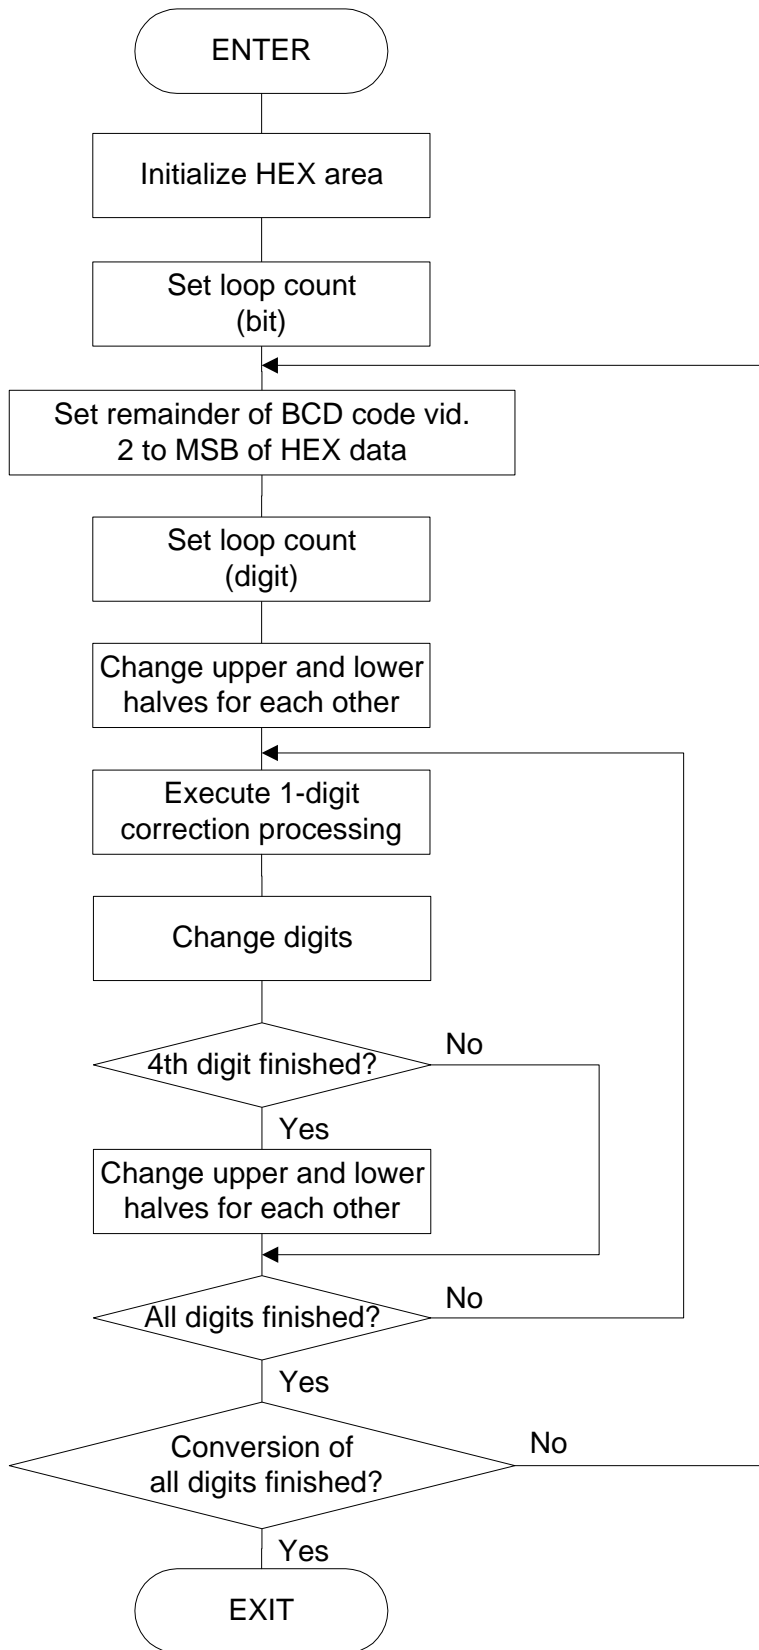 ENTER
Initialize HEX area
Set loop count
(bit)
Set remainder of BCD code vid.
2 to MSB of HEX data
Set loop count
(digit)
Change upper and lower
halves for each other
Execute 1-digit
correction processing
Change digits
4th digit finished?
No
Yes
Change upper and lower
halves for each other
All digits finished?
No
Yes
Conversion of
all digits finished?
No
Yes
EXIT